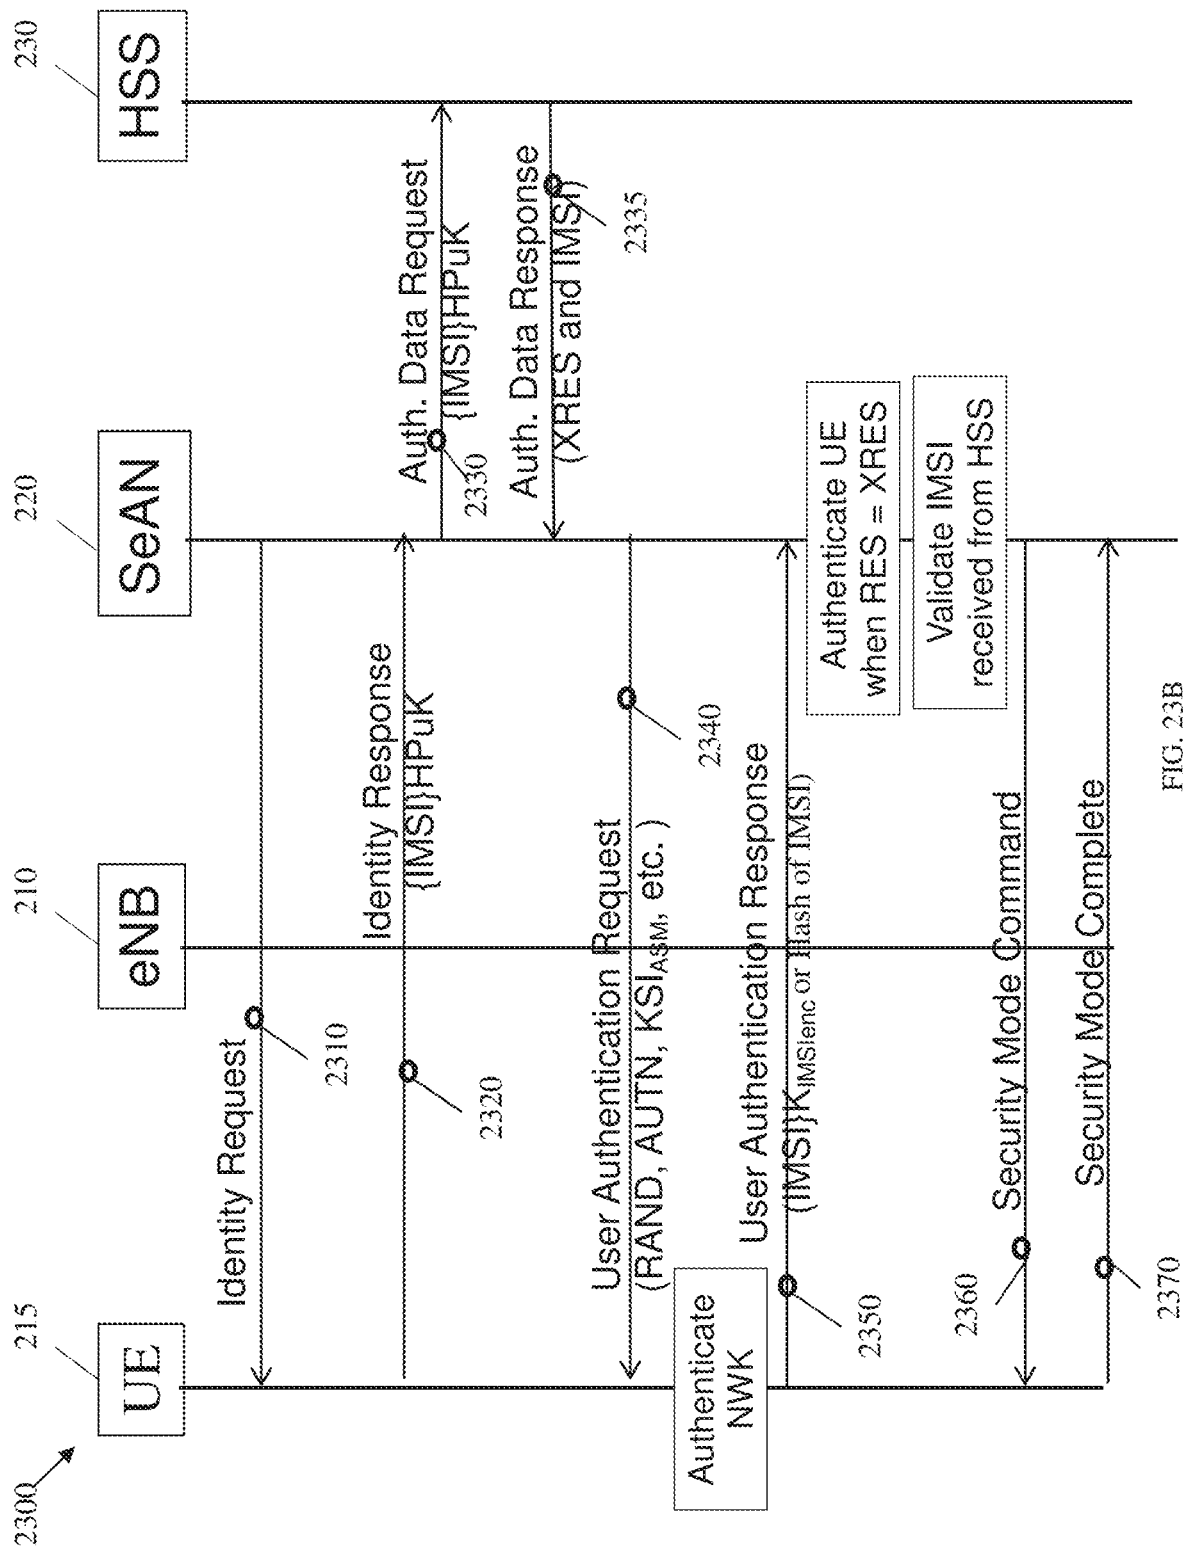 2300
UE
215
eNB
210
SeAN
220
HSS
230
Identity Request
2310
Identity Response
{IMSI}HPuK
2320
Auth. Data Request
{IMSI}HPuK
2330
Auth. Data Response
(XRES and IMSI)
2335
User Authentication Request
(RAND, AUTN, KSIASM, etc. )
2340
Authenticate
NWK
User Authentication Response
({IMSI}KIMSIenc or Hash of IMSI)
2350
Authenticate UE
when RES = XRES
Validate IMSI
received from HSS
Security Mode Command
2360
Security Mode Complete
2370
FIG. 23B